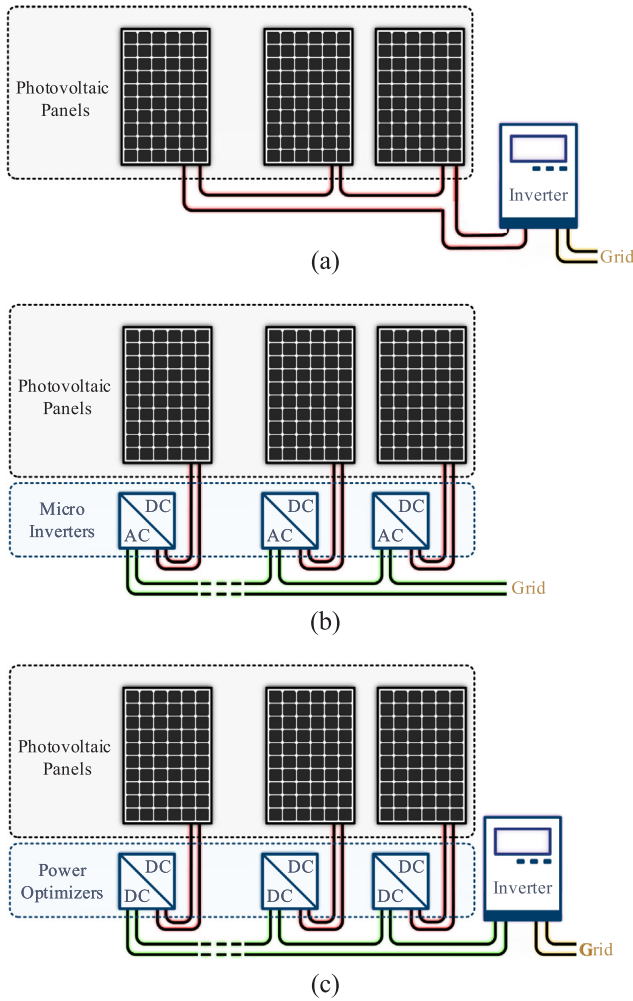 Photovoltaic
Panels
Inverter
Grid
(a)
Photovoltaic
Panels
Micro
Inverters
DC
AC
DC
AC
DC
AC
Grid
(b)
Photovoltaic
Panels
Power
Optimizers
DC
DC
DC
DC
DC
DC
Inverter
Grid
(c)